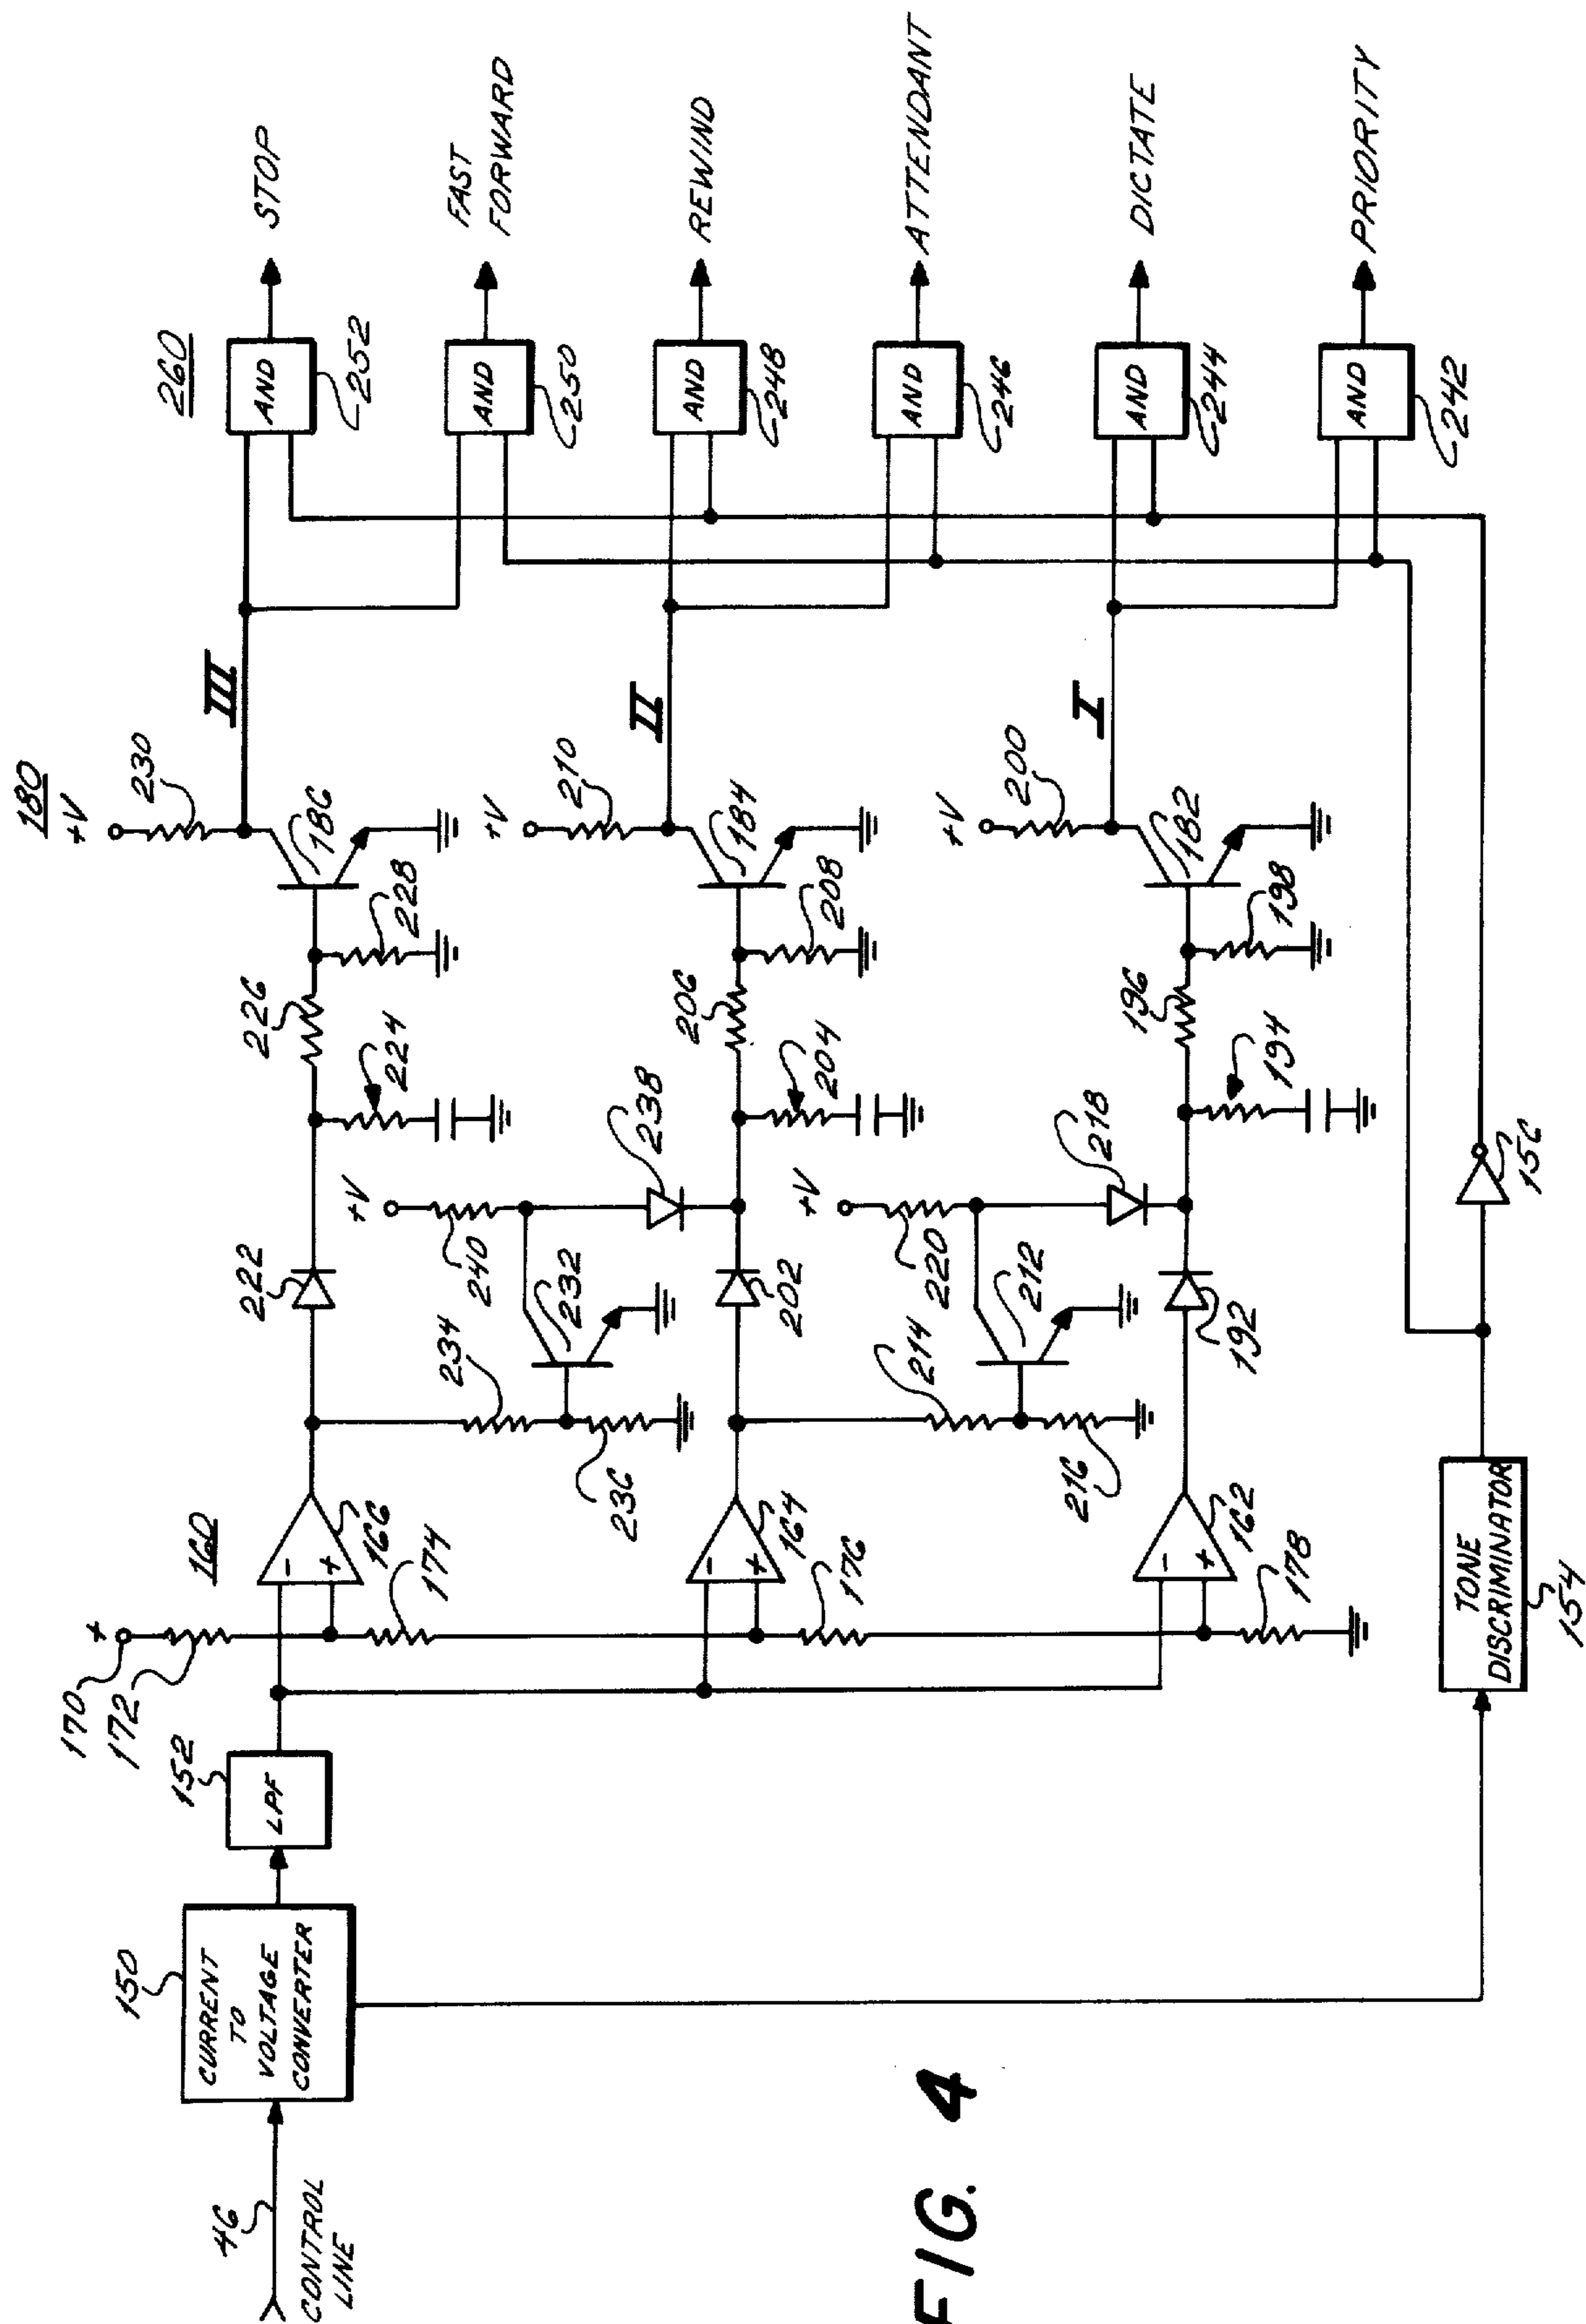 46
CONTROL
LINE
150
CURRENT
TO
VOLTAGE
CONVERTER
152
LPF
170
+
172
160
-
+
166
174
-
+
164
176
-
+
162
178
222
234
236
+V
240
232
238
202
214
216
+V
220
212
218
192
224
226
228
204
206
208
194
196
198
180
+V
230
186
III
+V
210
184
II
+V
200
182
I
260
AND
252
STOP
AND
250
FAST
FORWARD
AND
248
REWIND
AND
246
ATTENDANT
AND
244
DICTATE
AND
242
PRIORITY
TONE
DISCRIMINATOR
154
156
FIG. 4